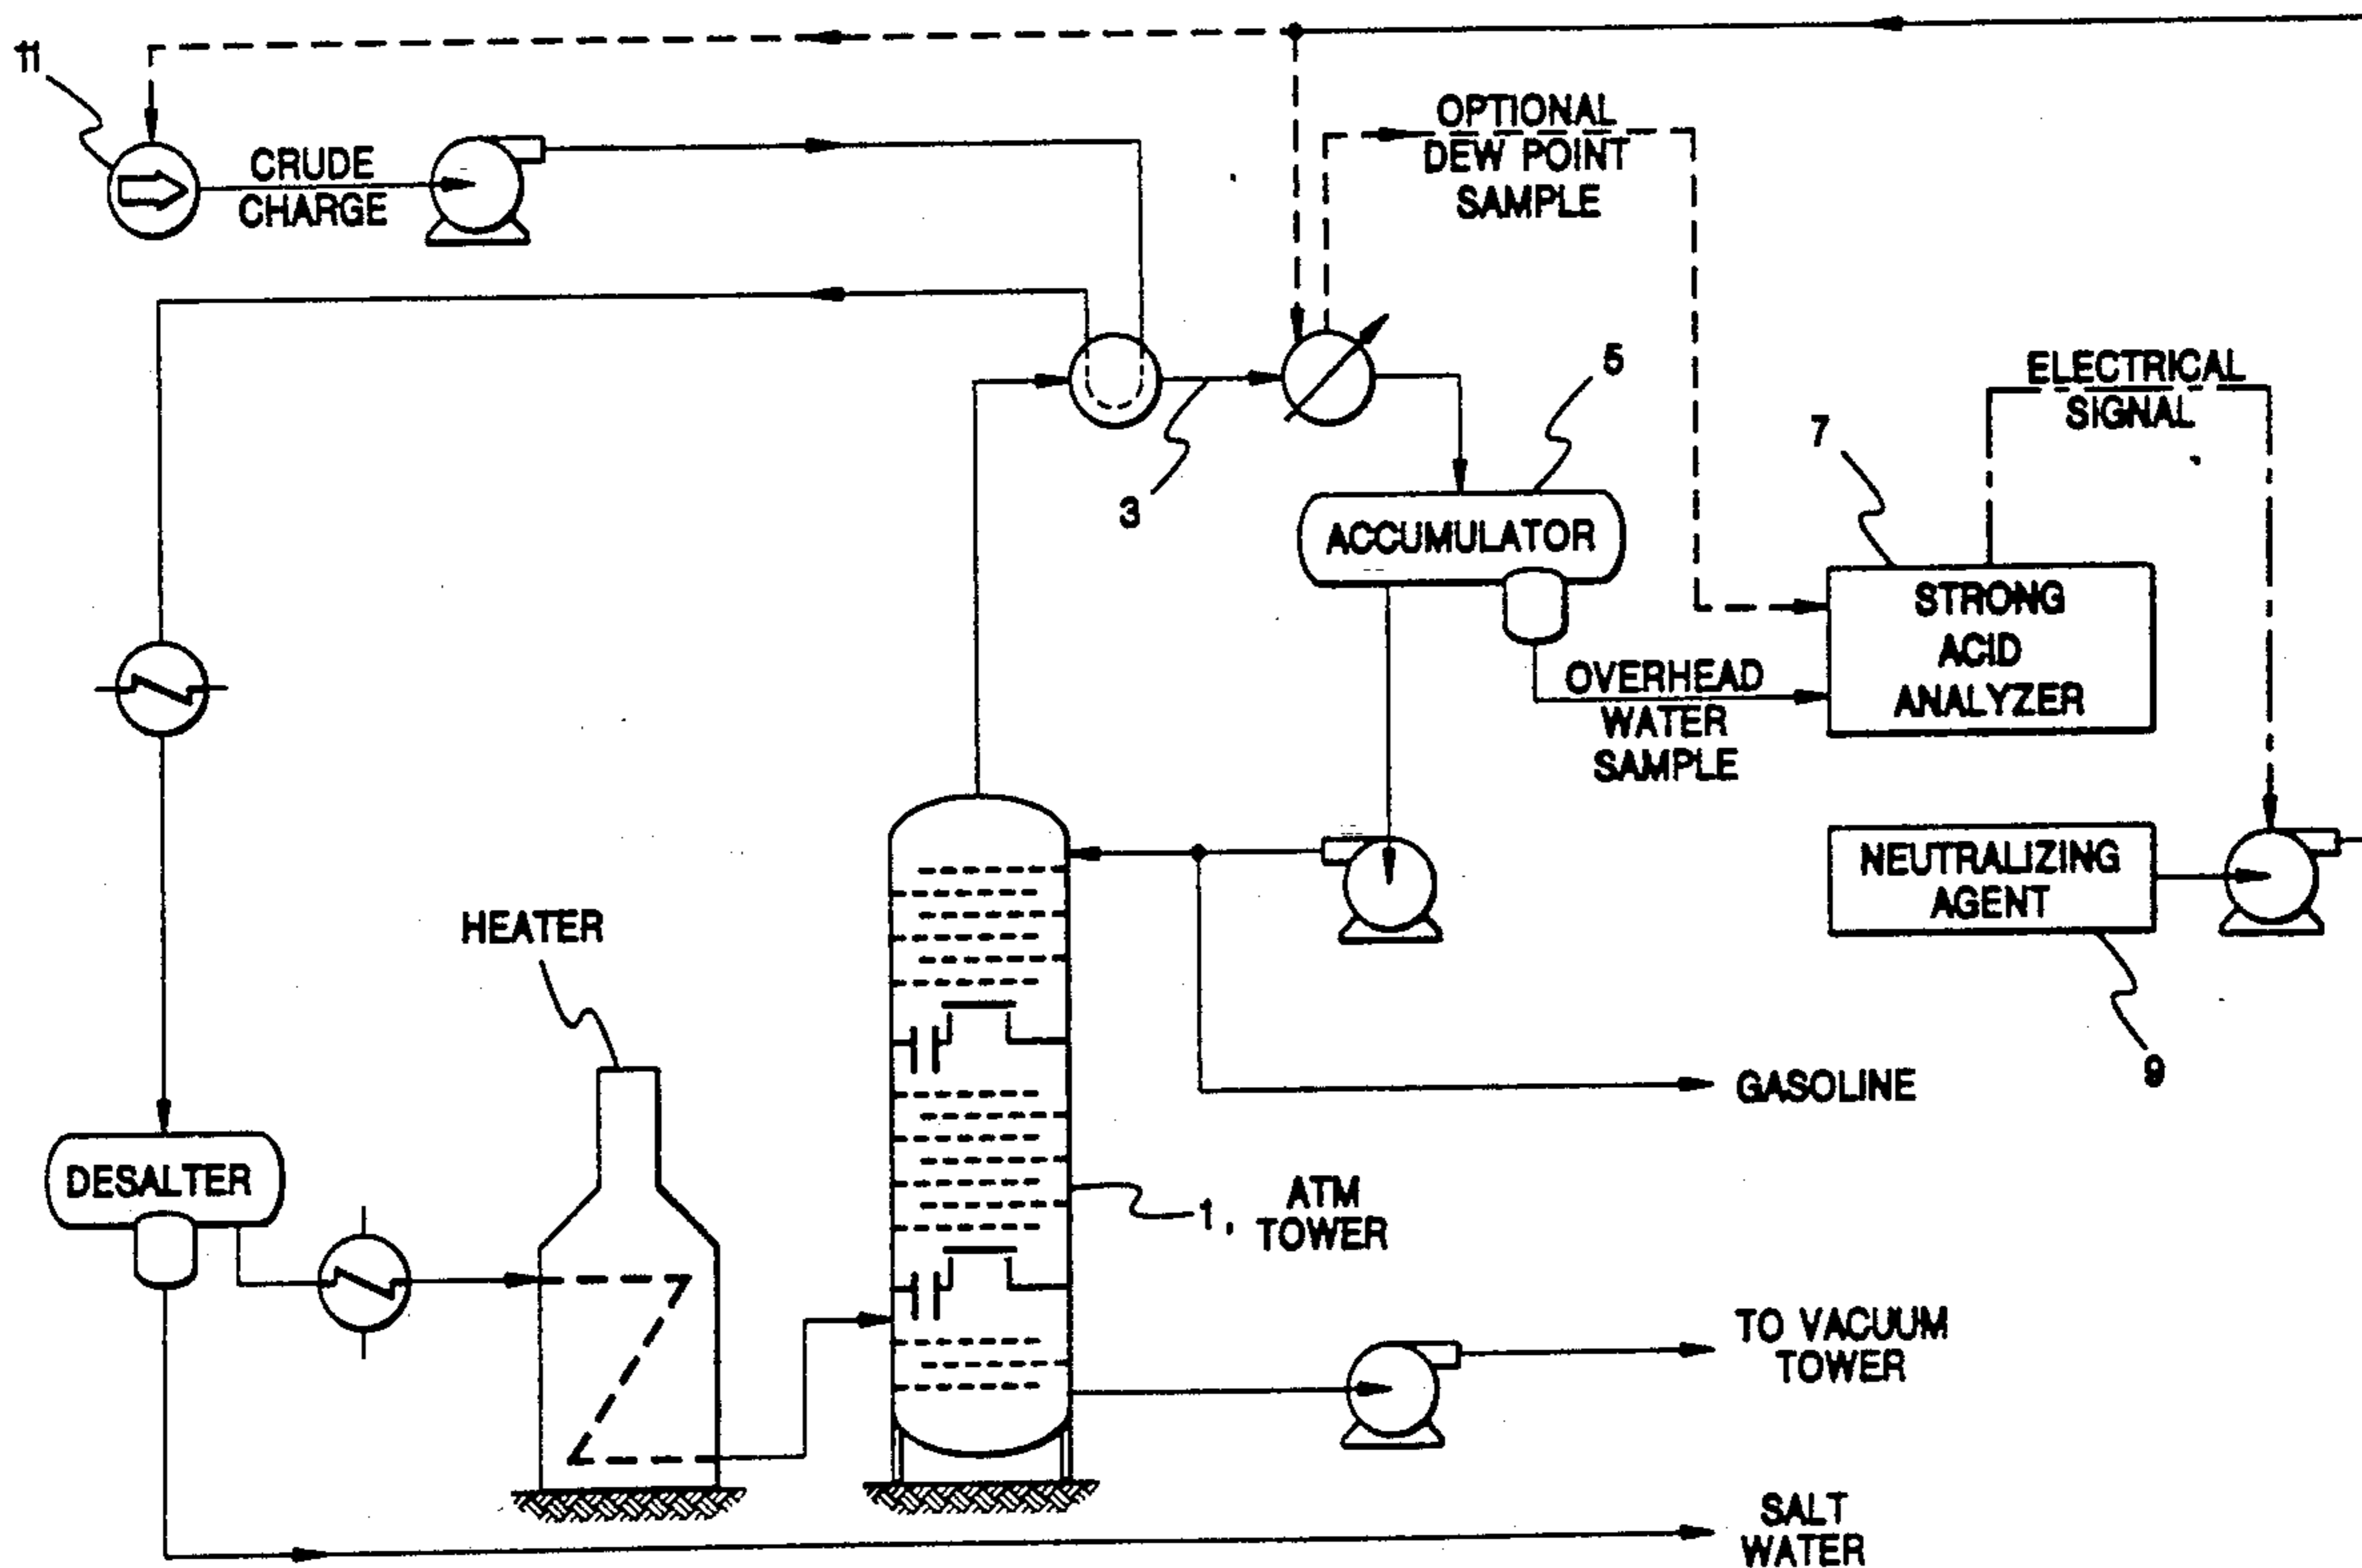 11
CRUDE
CHARGE
OPTIONAL
DEW POINT
SAMPLE
3
5
ACCUMULATOR
ELECTRICAL
SIGNAL
7
STRONG
ACID
ANALYZER
OVERHEAD
WATER
SAMPLE
NEUTRALIZING
AGENT
9
HEATER
GASOLINE
DESALTER
1,
ATM
TOWER
TO VACUUM
TOWER
SALT
WATER